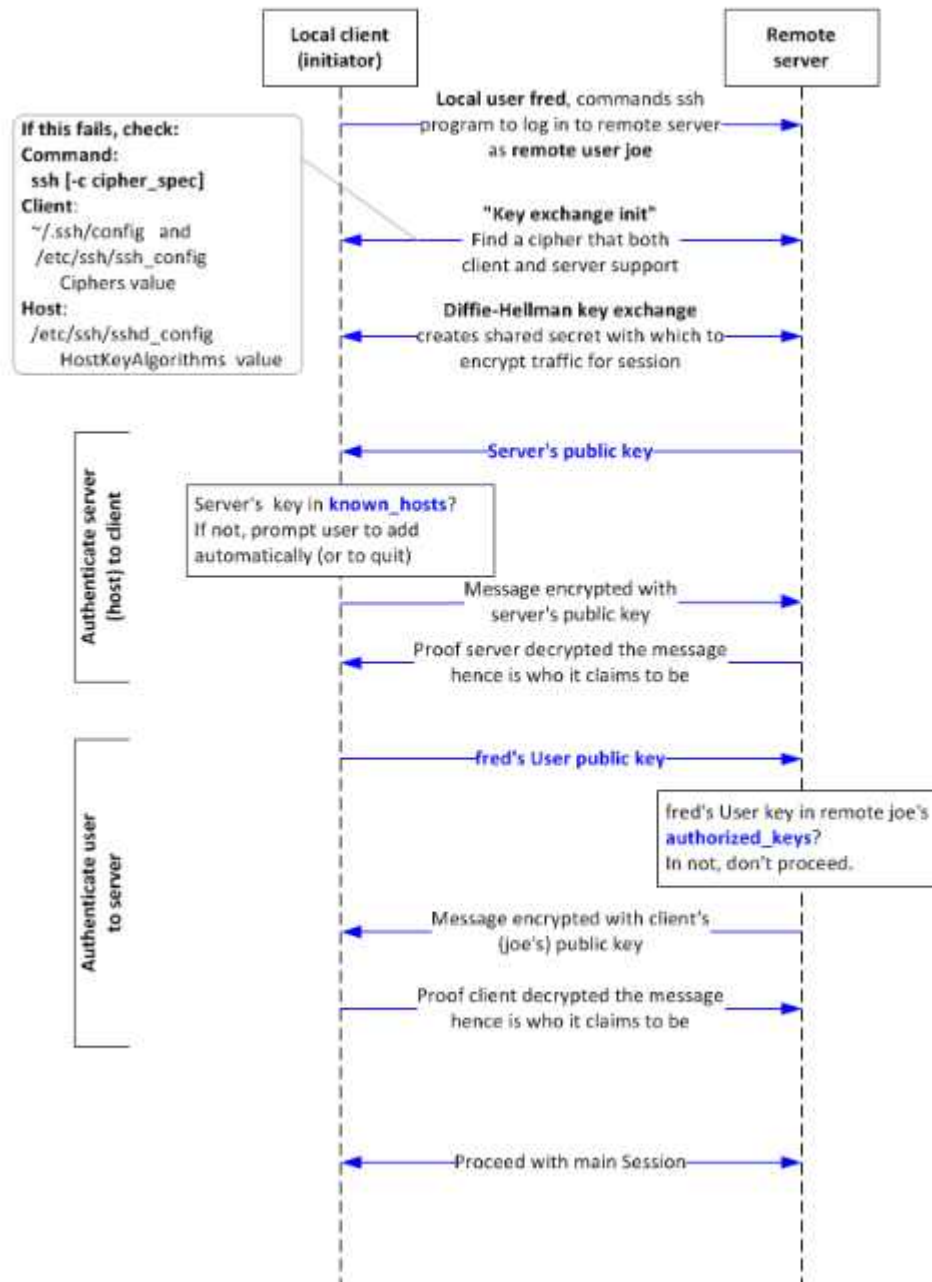 Local client
(initiator)
Remote
server
Local user fred, commands ssh
program to log in to remote server
as remote user joe
If this fails, check:
Command:
ssh [-c cipher_spec]
Client:
~/.ssh/config and
/etc/ssh/ssh_config
Ciphers value
Host:
/etc/ssh/sshd_config
HostKeyAlgorithms value
"Key exchange init"
Find a cipher that both
client and server support
Diffie-Hellman key exchange
creates shared secret with which to
encrypt traffic for session
Authenticate server
(host) to client
Server's public key
Server's key in known_hosts?
If not, prompt user to add
automatically (or to quit)
Message encrypted with
server's public key
Proof server decrypted the message
hence is who it claims to be
Authenticate user
to server
fred's User public key
fred's User key in remote joe's
authorized_keys?
In not, don't proceed.
Message encrypted with client's
(joe's) public key
Proof client decrypted the message
hence is who it claims to be
Proceed with main Session